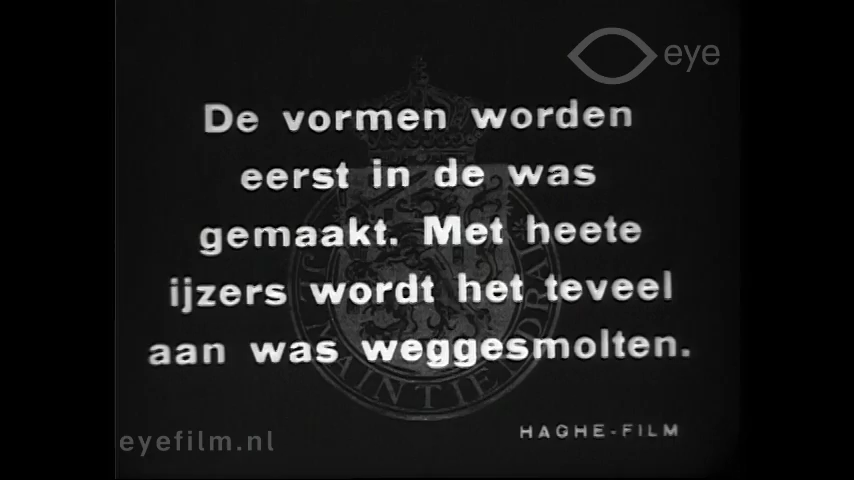 eye
De vormen worden
eerst in de was
gemaakt. Met heete
ijzers wordt het teveel
aan was weggesmolten.
HAGHE-FILM
eyefilm.nl